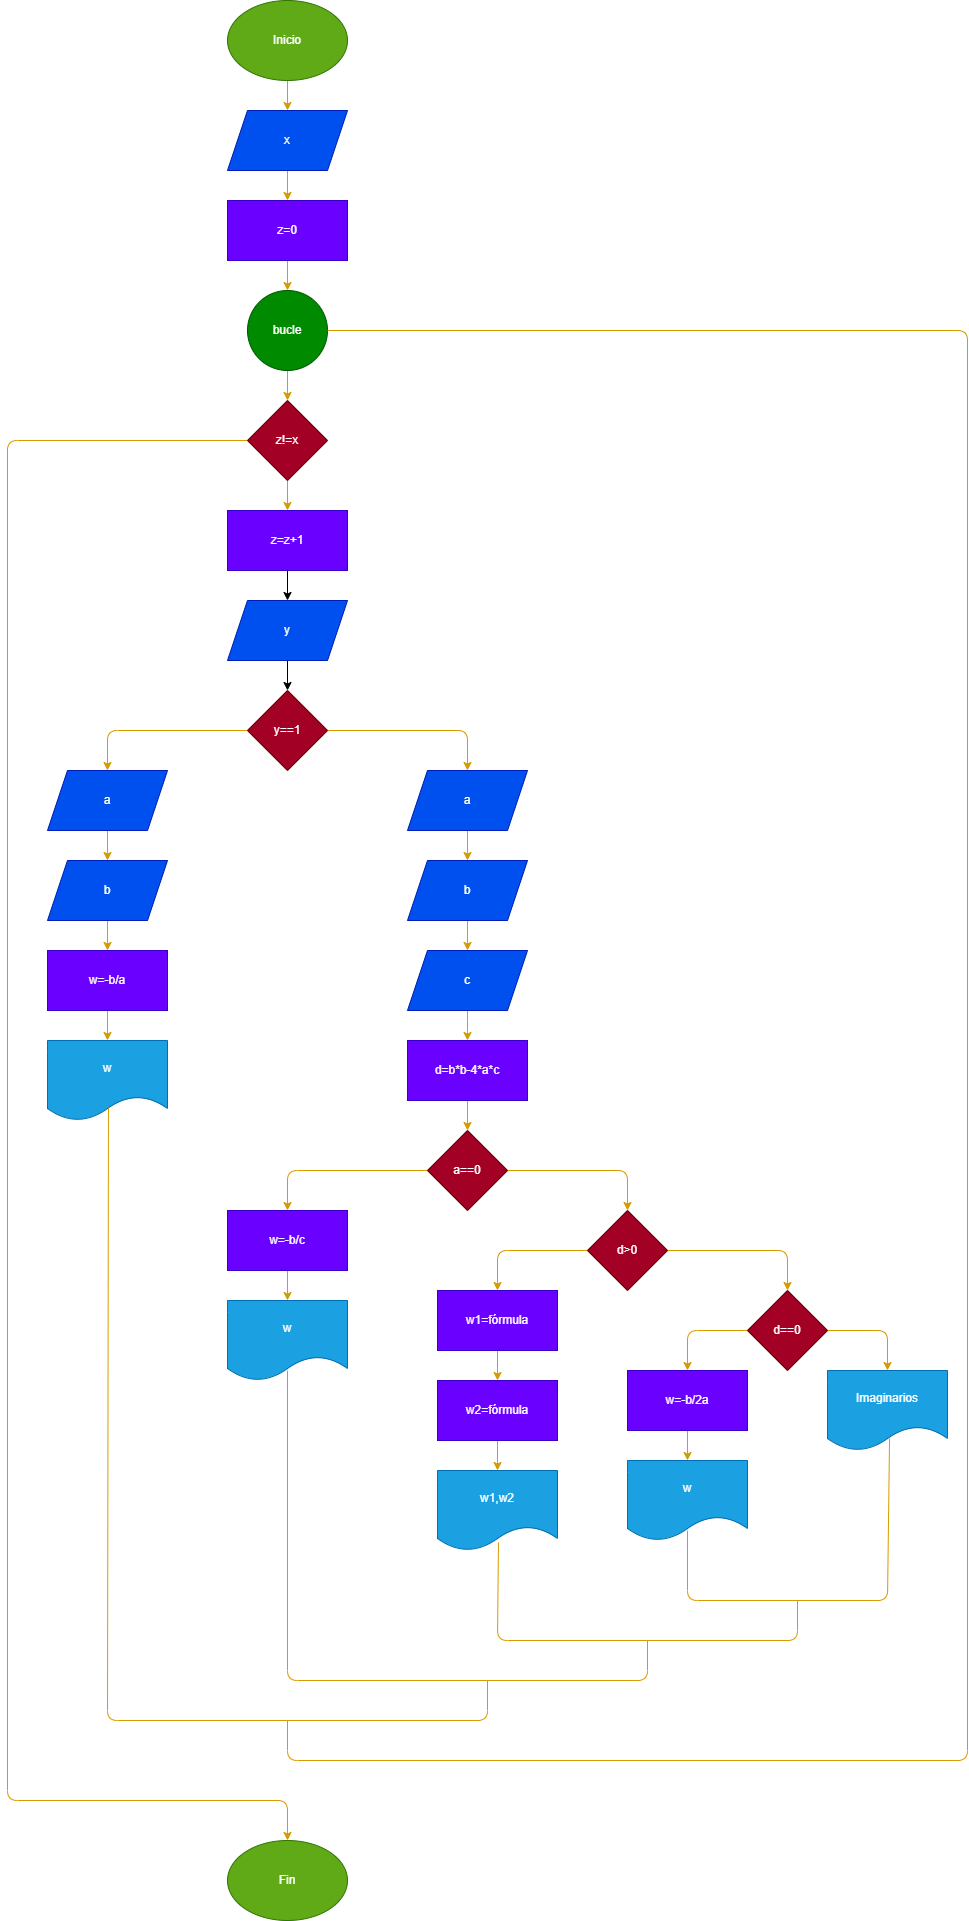 Inicio
x
z=0
bucle
z!=x
z=z+1
y
y==1
a
a
b
b
w=-b/a
c
w
d=b*b-4*a*c
a==0
w=-b/c
d>0
w
w1=fórmula
d==0
w2=fórmula
w=-b/2a
Imaginarios
w1,w2
w
Fin